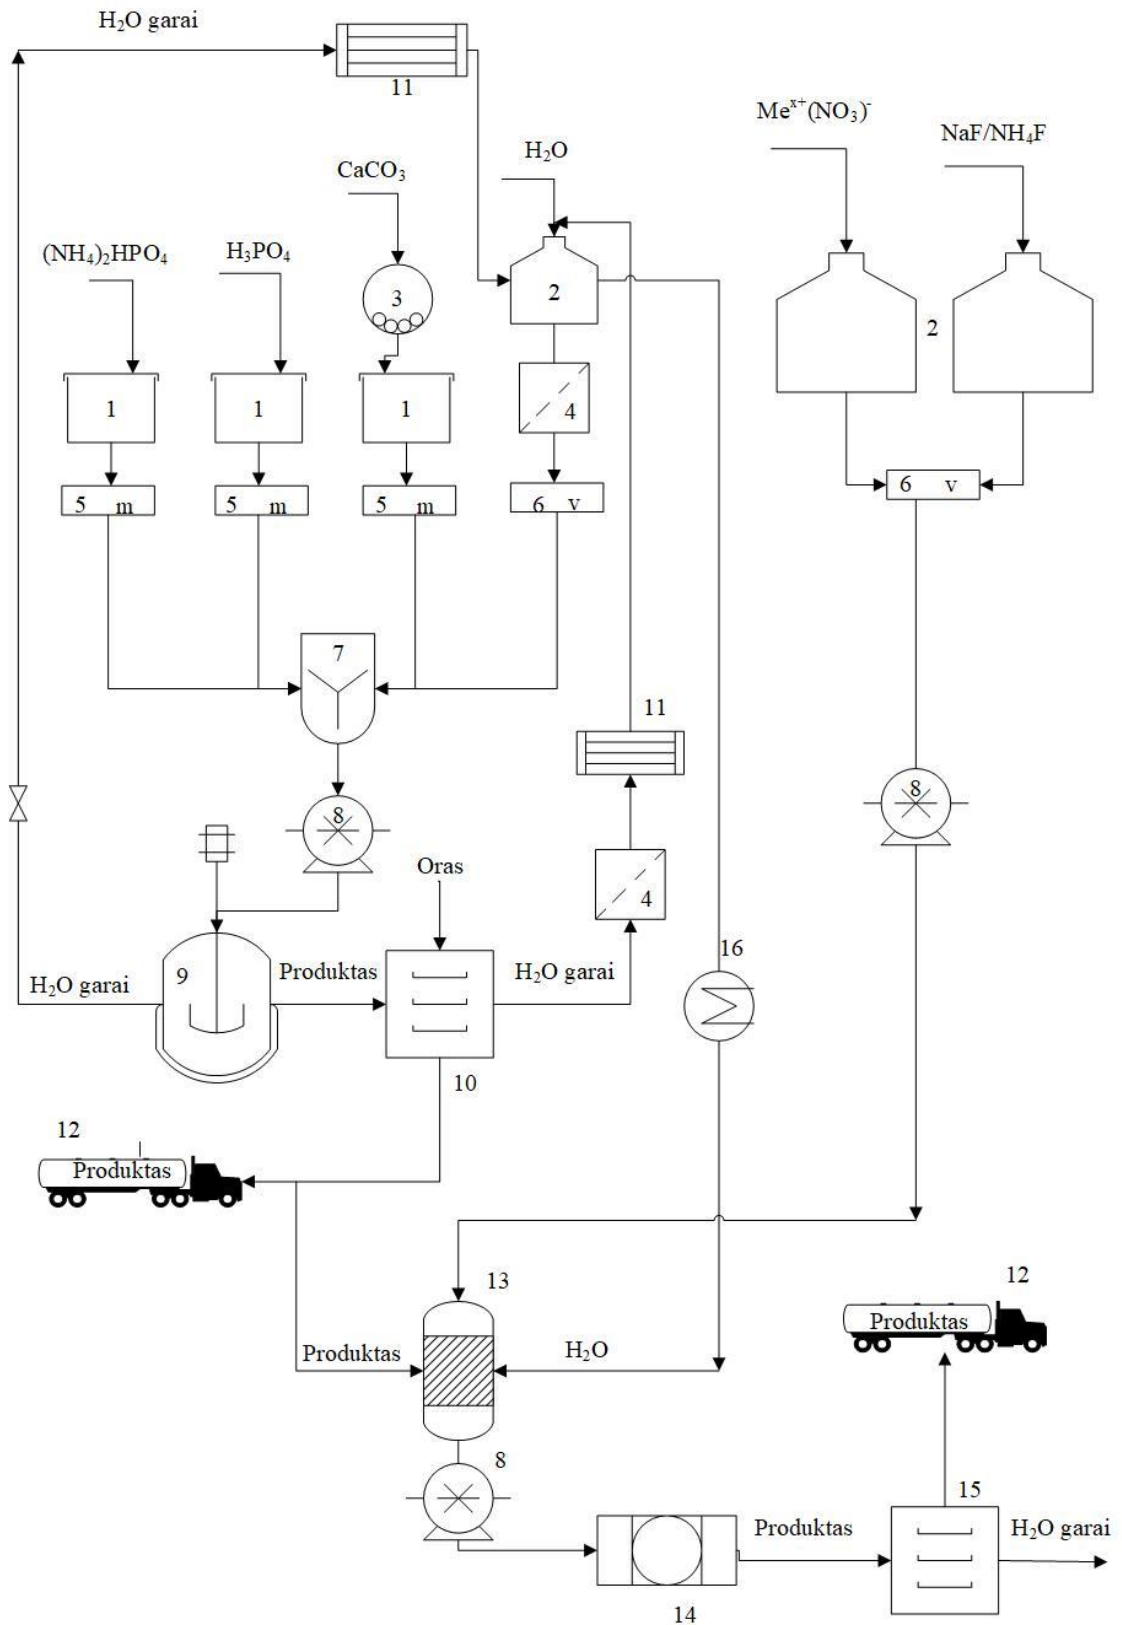 H₂O garai
11
Meˣ⁺(NO₃)⁻
NaF/NH₄F
H₂O
CaCO₃
(NH₄)₂HPO₄
H₃PO₄
3
2
2
1
1
1
4
5 m
5 m
5 m
6 v
6 v
7
11
8
8
Oras
4
16
9
Produktas
H₂O garai
H₂O garai
10
12
Produktas
13
12
Produktas
Produktas
H₂O
8
15
Produktas
H₂O garai
14